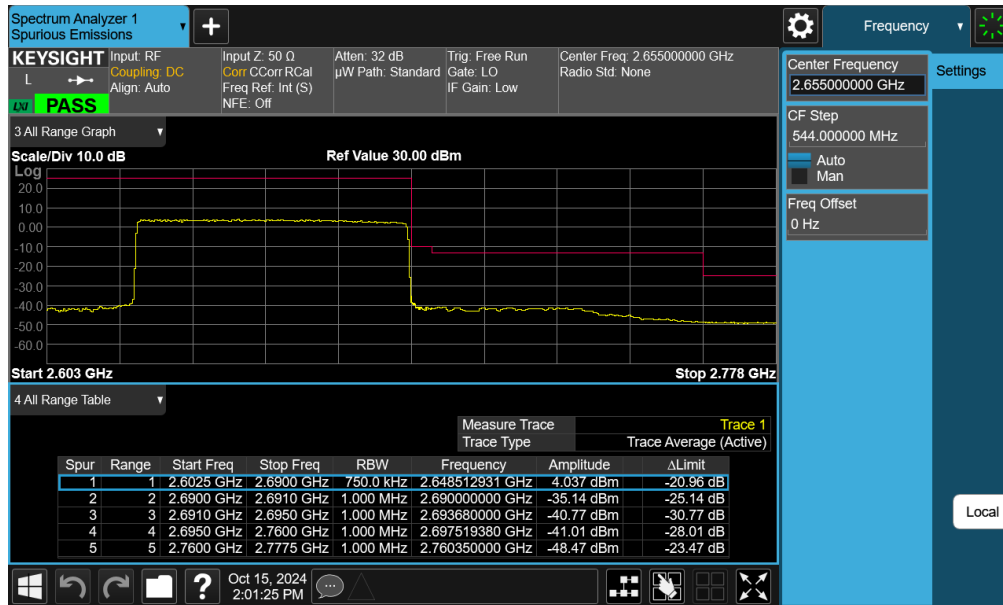 Spectrum Analyzer 1
Spurious Emissions
+
Frequency
KEYSIGHT
L
LXI
PASS
Input: RF
Coupling: DC
Align: Auto
Input Z: 50 Ω
Corr CCorr RCal
Freq Ref: Int (S)
NFE: Off
Atten: 32 dB
µW Path: Standard
Trig: Free Run
Gate: LO
IF Gain: Low
Center Freq: 2.655000000 GHz
Radio Std: None
Center Frequency
2.655000000 GHz
Settings
CF Step
544.000000 MHz
Auto
Man
Freq Offset
0 Hz
Local
3 All Range Graph
Scale/Div 10.0 dB
Ref Value 30.00 dBm
Log
20.0
10.0
0.00
-10.0
-20.0
-30.0
-40.0
-50.0
-60.0
Start 2.603 GHz
Stop 2.778 GHz
4 All Range Table
Measure Trace Trace 1
Trace Type Trace Average (Active)
Spur Range Start Freq Stop Freq RBW Frequency Amplitude ΔLimit
1 1 2.6025 GHz 2.6900 GHz 750.0 kHz 2.648512931 GHz 4.037 dBm -20.96 dB
2 2 2.6900 GHz 2.6910 GHz 1.000 MHz 2.690000000 GHz -35.14 dBm -25.14 dB
3 3 2.6910 GHz 2.6950 GHz 1.000 MHz 2.693680000 GHz -40.77 dBm -30.77 dB
4 4 2.6950 GHz 2.7600 GHz 1.000 MHz 2.697519380 GHz -41.01 dBm -28.01 dB
5 5 2.7600 GHz 2.7775 GHz 1.000 MHz 2.760350000 GHz -48.47 dBm -23.47 dB
?
Oct 15, 2024
2:01:25 PM